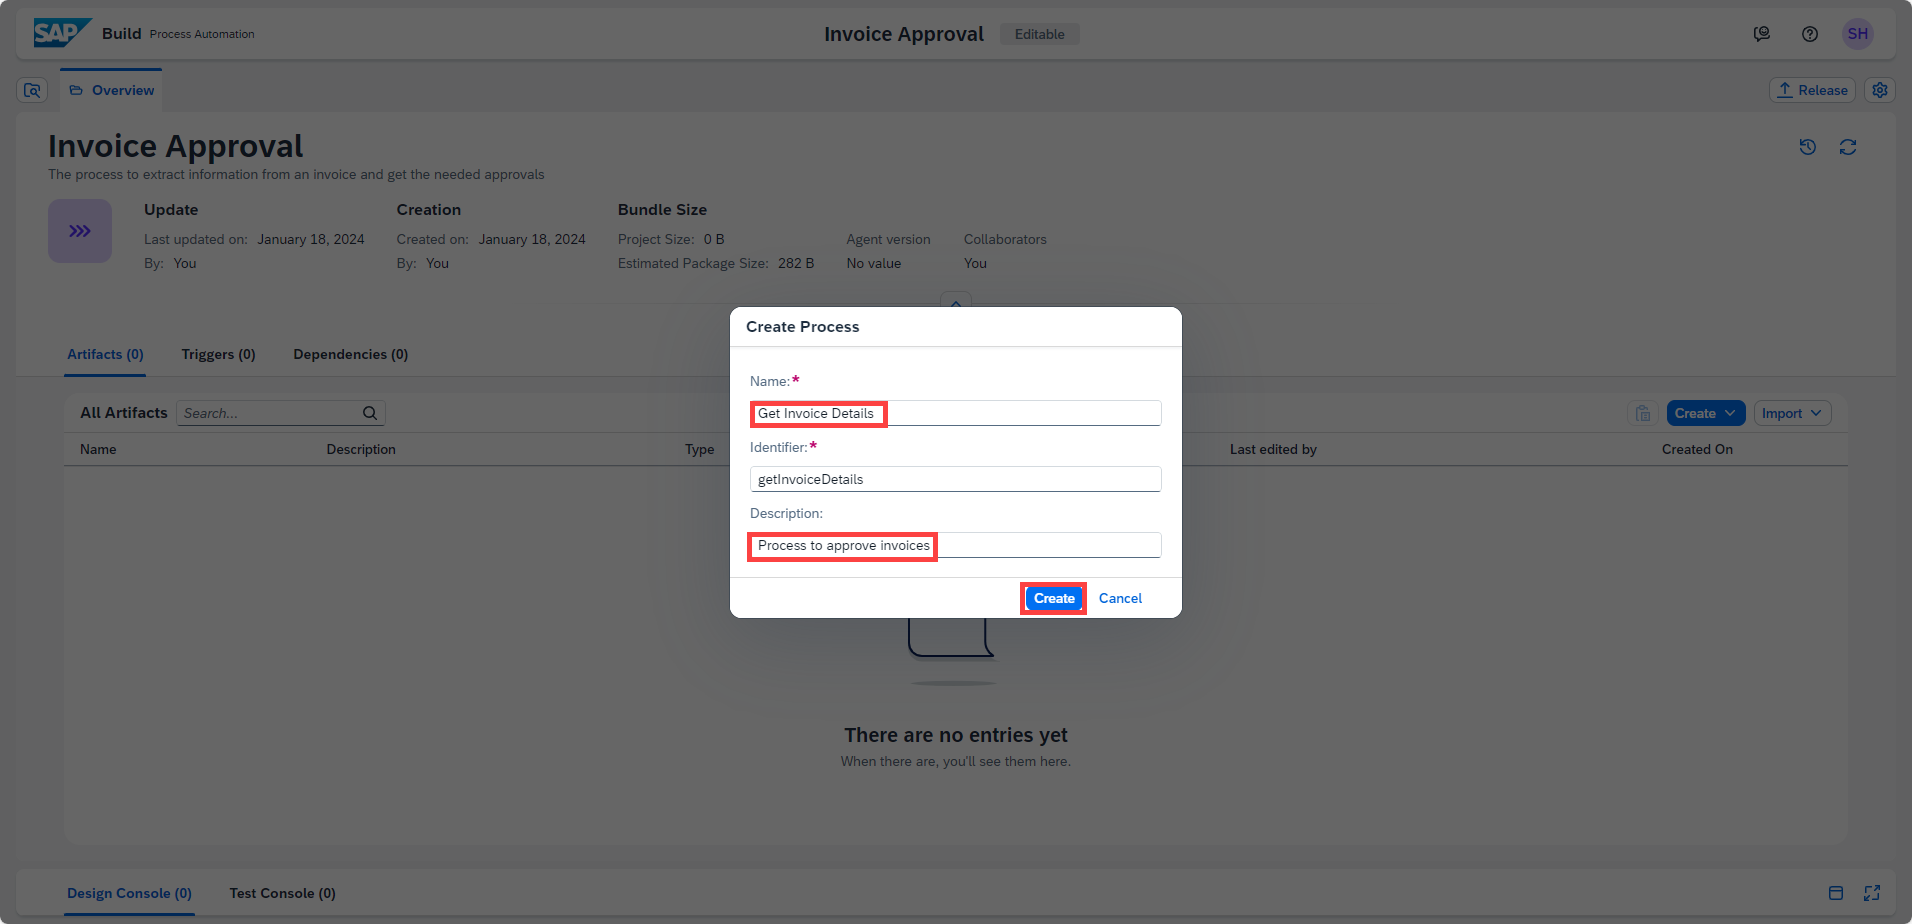 SAP Build Process Automation
Invoice Approval Editable
SH
Overview
Release
Invoice Approval
The process to extract information from an invoice and get the needed approvals
Update Creation Bundle Size
Last updated on: January 18, 2024 Created on: January 18, 2024 Project Size: 0 B Agent version Collaborators
By: You By: You Estimated Package Size: 282 B No value You
Artifacts (0) Triggers (0) Dependencies (0)
All Artifacts Search... Create Import
Name Description Type Last edited by Created On
Create Process
Name:*
Get Invoice Details
Identifier:*
getInvoiceDetails
Description:
Process to approve invoices
Create Cancel
There are no entries yet
When there are, you'll see them here.
Design Console (0) Test Console (0)